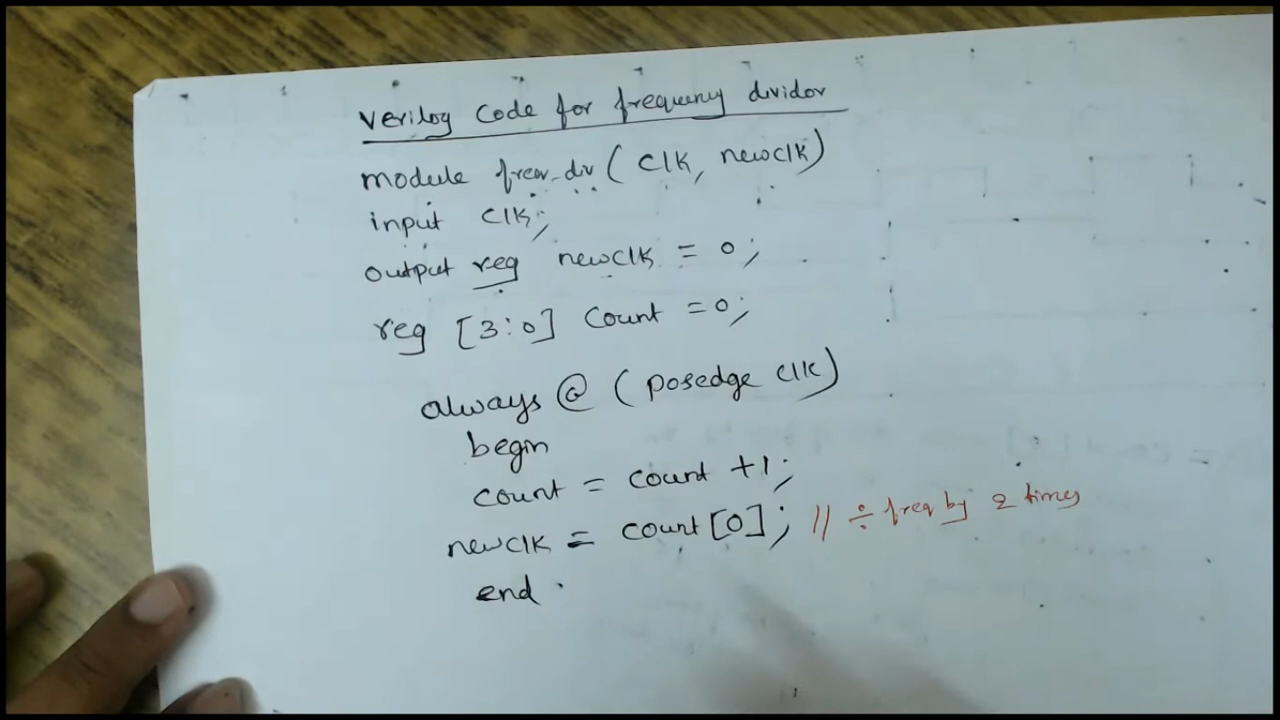 Verilog Code for frequency dividor
module freq_div ( clk, newclk)
input clk;
output reg newclk = 0;
reg [3:0] Count =0;
always @ ( posedge clk)
begin
count = count +1;
newclk = count[0]; // ÷ freq by 2 times
end